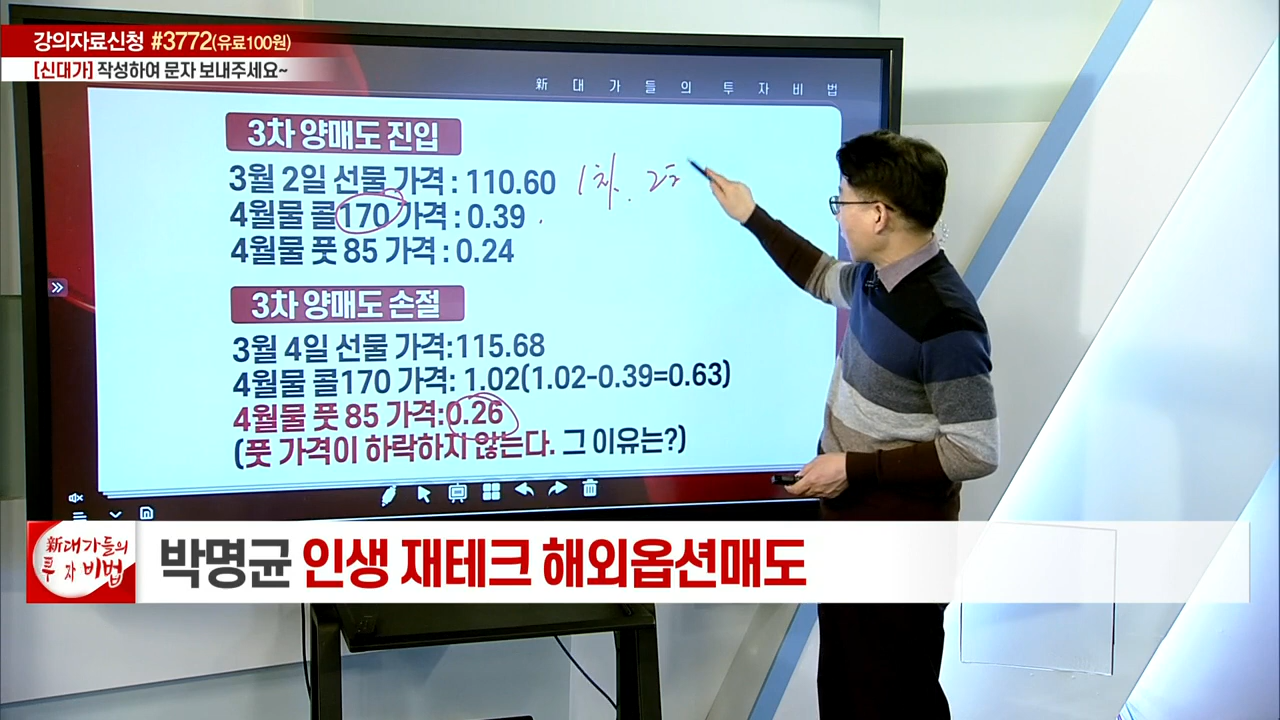 강의자료신청 #3772(유료100원)
[신대가] 작성하여 문자 보내주세요~
新 대 가 들 의 투 자 비 법
3차 양매도 진입
3월 2일 선물 가격 : 110.60 1차. 2차
4월물 콜170 가격 : 0.39
4월물 풋 85 가격 : 0.24
3차 양매도 손절
3월 4일 선물 가격:115.68
4월물 콜170 가격: 1.02(1.02-0.39=0.63)
4월물 풋 85 가격:0.26
(풋 가격이 하락하지 않는다. 그 이유는?)
新대가들의
투자 비법
박명균 인생 재테크 해외옵션매도